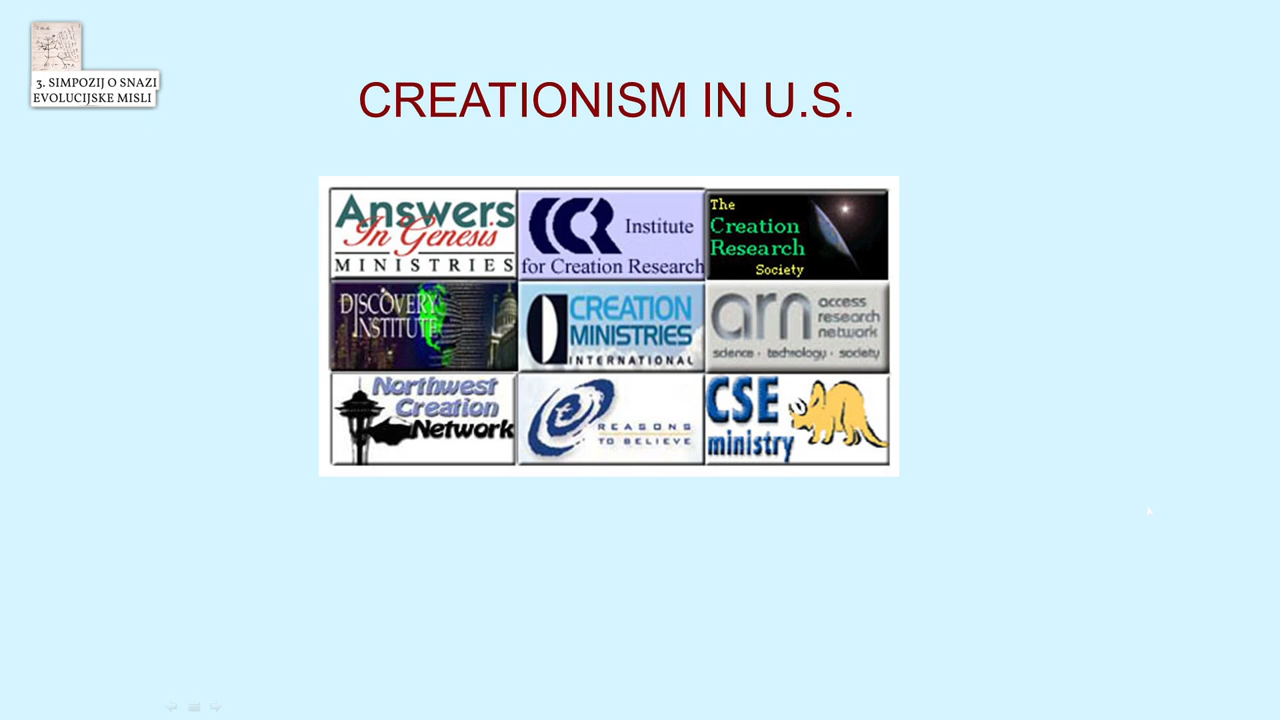 3. SIMPOZIJ O SNAZI
EVOLUCIJSKE MISLI
CREATIONISM IN U.S.
Answers
In Genesis
MINISTRIES
ICR
Institute
for Creation Research
The
Creation
Research
Society
DISCOVERY
INSTITUTE
CREATION
MINISTRIES
INTERNATIONAL
arn
access
research
network
science · technology · society
Northwest
Creation
Network
REASONS
TO BELIEVE
CSE
ministry